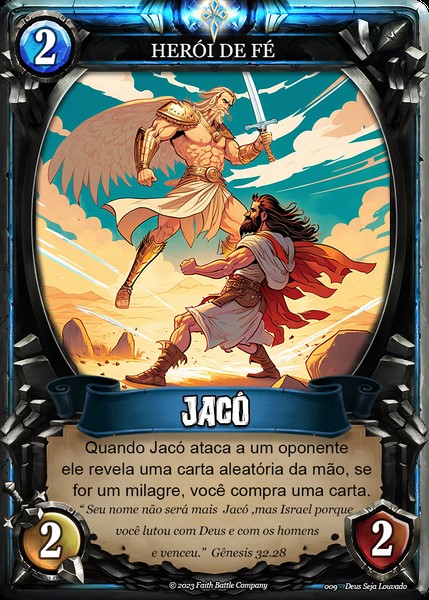 2
HERÓI DE FÉ
JACÓ
Quando Jacó ataca a um oponente
ele revela uma carta aleatória da mão, se
for um milagre, você compra uma carta.
“ Seu nome não será mais Jacó ,mas Israel porque
você lutou com Deus e com os homens
e venceu.” Gênesis 32.28
2
2
© 2023 Faith Battle Company
009 Deus Seja Louvado